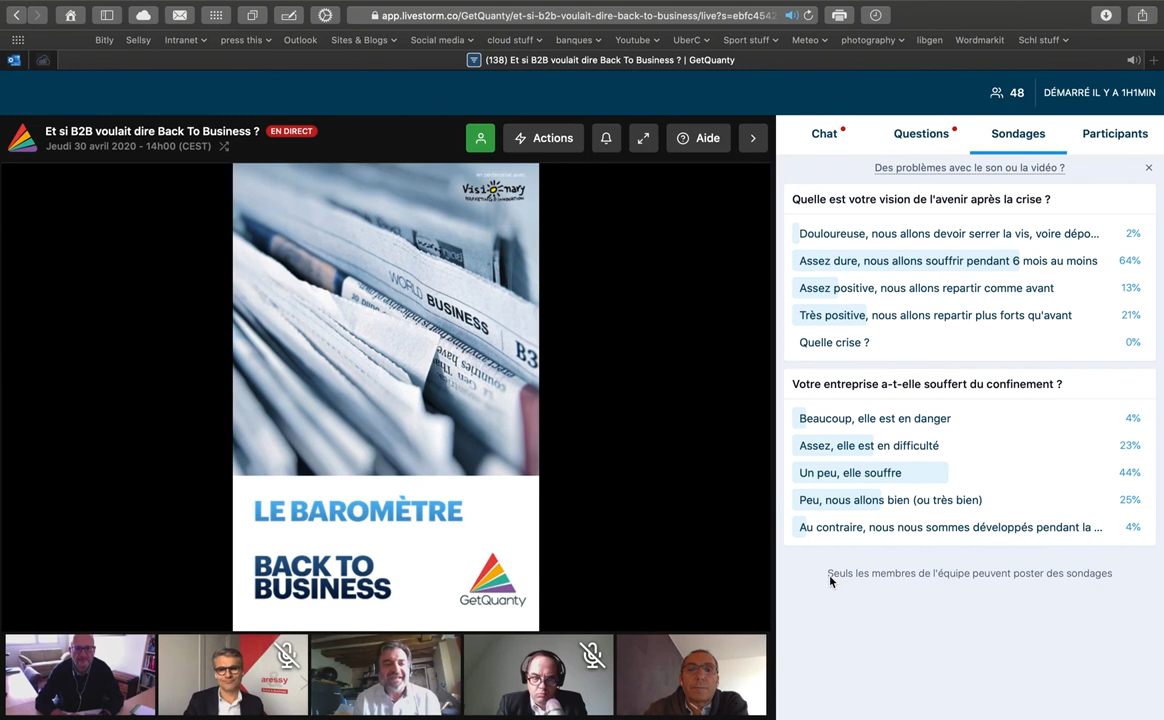 app.livestorm.co/GetQuanty/et-si-b2b-voulait-dire-back-to-business/live?s=ebfc4542
Bitly Sellsy Intranet press this Outlook Sites & Blogs Social media cloud stuff banques Youtube UberC Sport stuff Meteo photography libgen Wordmarkit Schl stuff
(138) Et si B2B voulait dire Back To Business ? | GetQuanty
48 DÉMARRÉ IL Y A 1H1MIN
Et si B2B voulait dire Back To Business ? EN DIRECT
Jeudi 30 avril 2020 - 14h00 (CEST)
Actions
Aide
Chat Questions Sondages Participants
Des problèmes avec le son ou la vidéo ?
Quelle est votre vision de l'avenir après la crise ?
Douloureuse, nous allons devoir serrer la vis, voire dépo... 2%
Assez dure, nous allons souffrir pendant 6 mois au moins 64%
Assez positive, nous allons repartir comme avant 13%
Très positive, nous allons repartir plus forts qu'avant 21%
Quelle crise ? 0%
Votre entreprise a-t-elle souffert du confinement ?
Beaucoup, elle est en danger 4%
Assez, elle est en difficulté 23%
Un peu, elle souffre 44%
Peu, nous allons bien (ou très bien) 25%
Au contraire, nous nous sommes développés pendant la ... 4%
Seuls les membres de l'équipe peuvent poster des sondages
en partenariat avec
Visionary
MARKETING & INNOVATION
WORLD BUSINESS
B3
countries
have
LE BAROMÈTRE
BACK TO
BUSINESS
GetQuanty
aressy